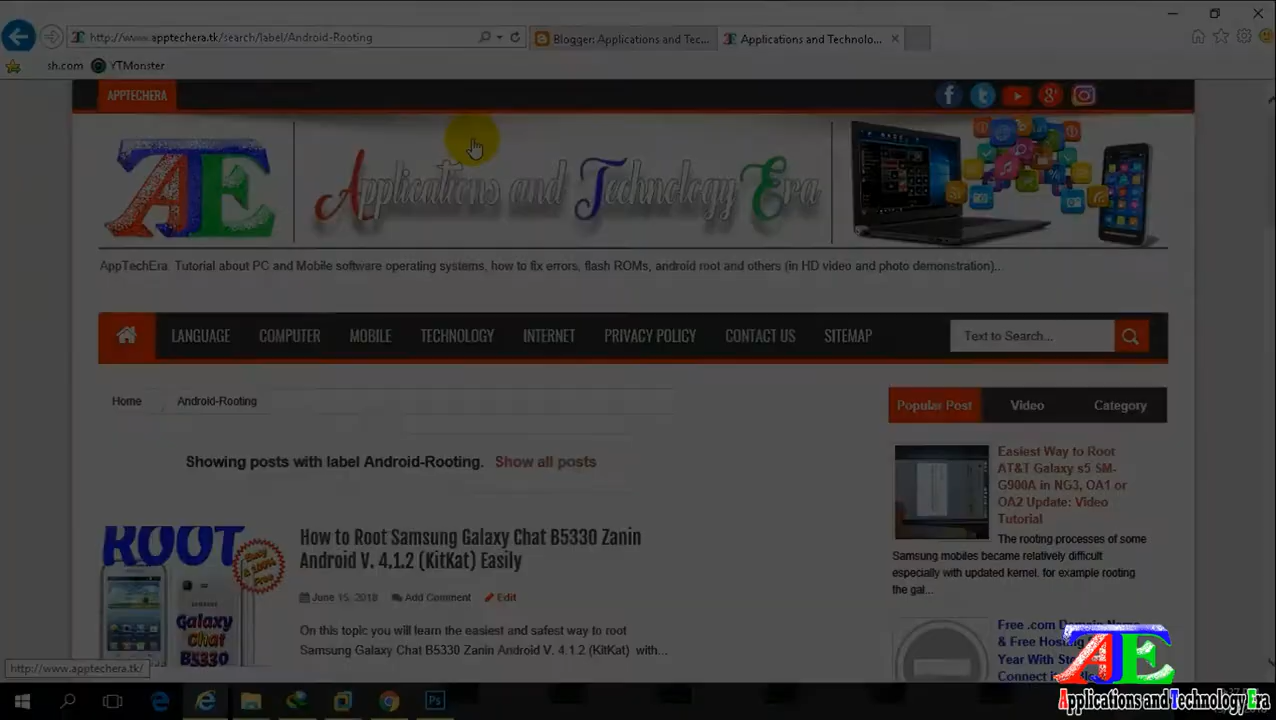 http://www.apptechera.tk/search/label/Android-Rooting
Blogger: Applications and Tec...
Applications and Technolo...
sh.com
YTMonster
APPTECHERA
ATE
Applications and Technology Era
AppTechEra. Tutorial about PC and Mobile software operating systems, how to fix errors, flash ROMs, android root and others (in HD video and photo demonstration)...
LANGUAGE COMPUTER MOBILE TECHNOLOGY INTERNET PRIVACY POLICY CONTACT US SITEMAP
Text to Search...
Home
Android-Rooting
Popular Post
Video
Category
Showing posts with label Android-Rooting. Show all posts
Easiest Way to Root
AT&T Galaxy s5 SM-
G900A in NG3, OA1 or
OA2 Update: Video
Tutorial
The rooting processes of some
Samsung mobiles became relatively difficult
especially with updated kernel. for example rooting
the gal...
ROOT
SAMSUNG
Galaxy
Chat
B5330
How to Root Samsung Galaxy Chat B5330 Zanin
Android V. 4.1.2 (KitKat) Easily
June 15, 2018
Add Comment
Edit
On this topic you will learn the easiest and safest way to root
Samsung Galaxy Chat B5330 Zanin Android V. 4.1.2 (KitKat) with...
Free .com Domain Name
& Free Hosting
Year With
Connect
http://www.apptechera.tk/
Ps
ATE
Applications and Technology Era